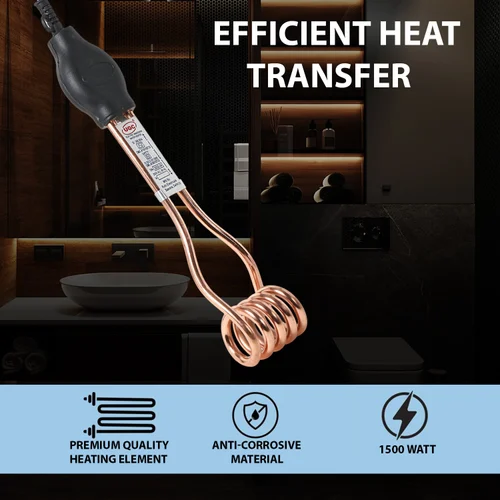 EFFICIENT HEAT
TRANSFER
PREMIUM QUALITY
HEATING ELEMENT
ANTI-CORROSIVE
MATERIAL
1500 WATT